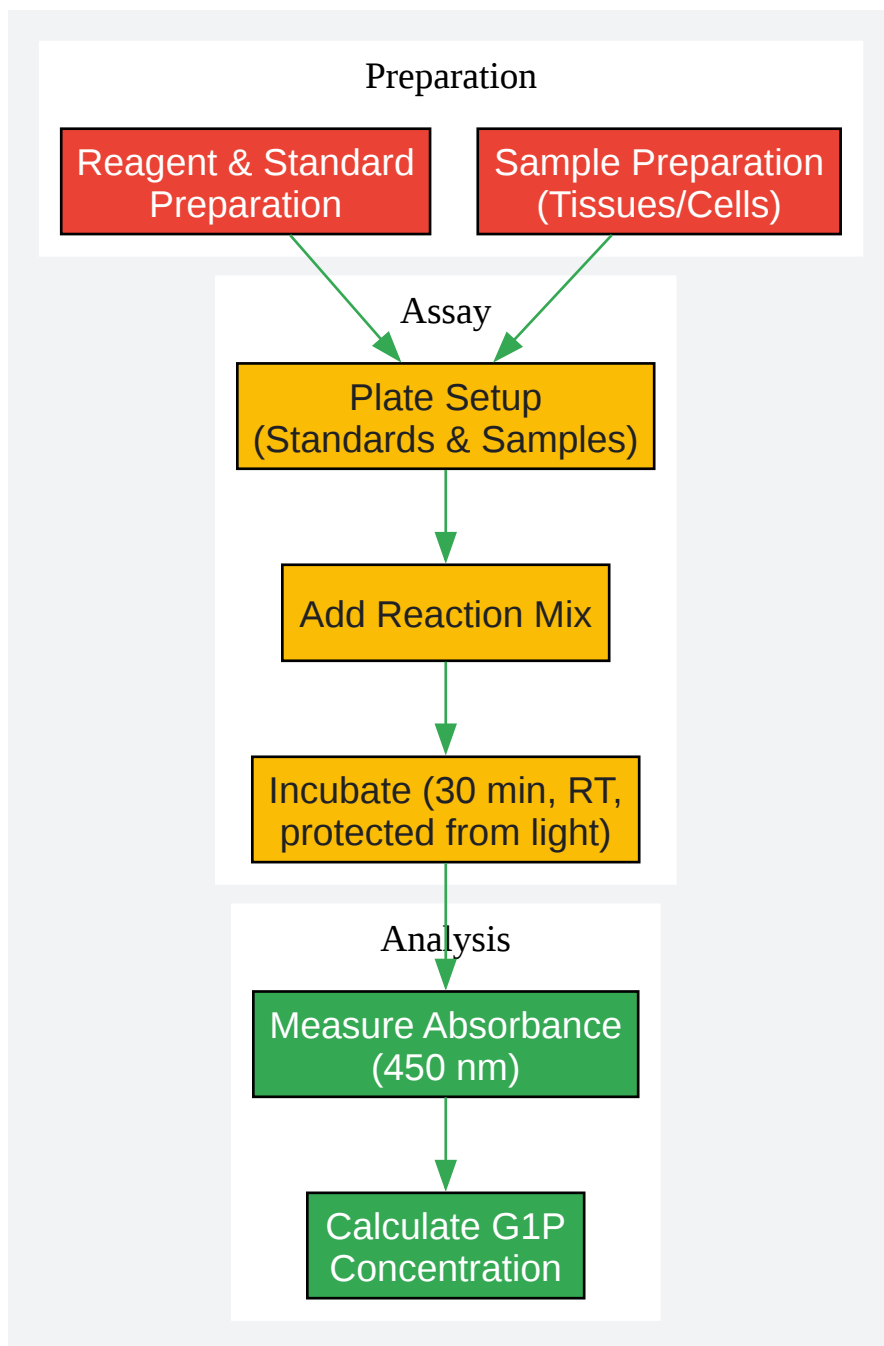 Preparation
Reagent & Standard
Preparation
Sample Preparation
(Tissues/Cells)
Assay
Plate Setup
(Standards & Samples)
Add Reaction Mix
Incubate (30 min, RT,
protected from light)
Analysis
Measure Absorbance
(450 nm)
Calculate G1P
Concentration